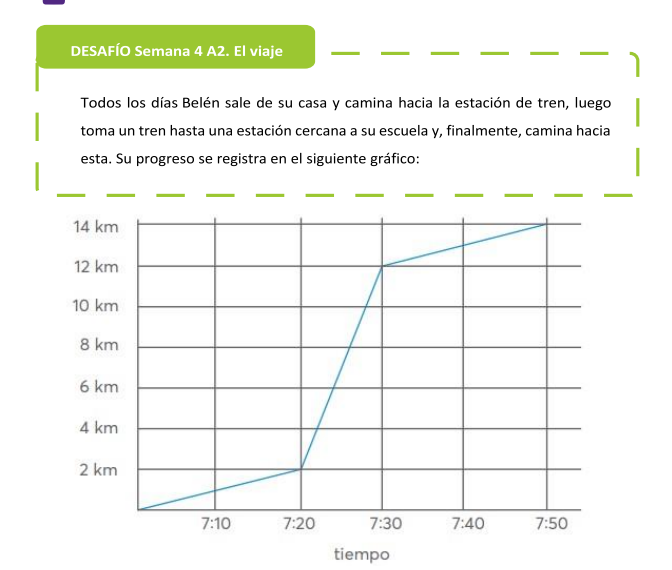 DESAFÍO Semana 4 A2. El viaje
Todos los días Belén sale de su casa y camina hacia la estación de tren, luego
toma un tren hasta una estación cercana a su escuela y, finalmente, camina hacia
esta. Su progreso se registra en el siguiente gráfico:
14 km
12 km
10 km
8 km
6 km
4 km
2 km
7:10 7:20 7:30 7:40 7:50
tiempo